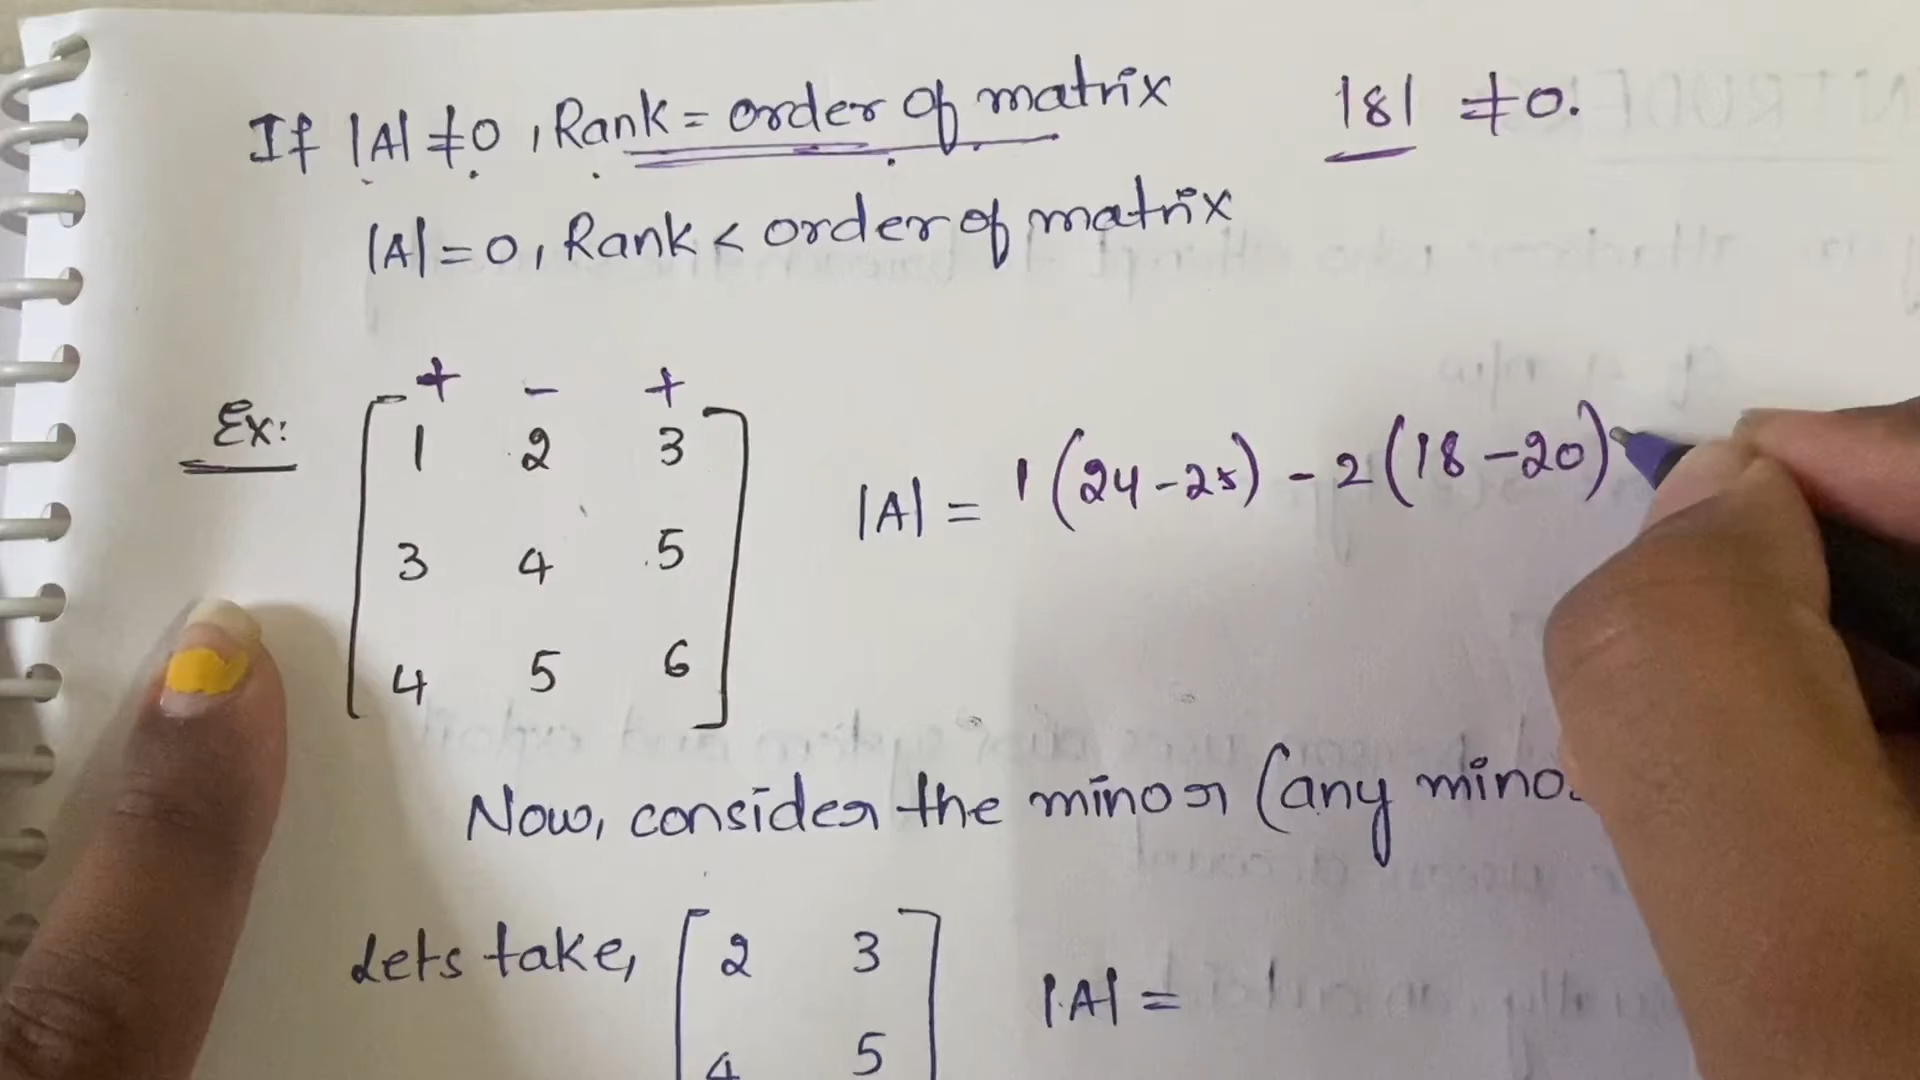 If |A| ≠ 0, Rank = order of matrix |8| ≠ 0.
|A| = 0, Rank < order of matrix
+ - +
Ex: 1 2 3
|A| = 1 (24-25) - 2 (18-20)
3 4 5
4 5 6
Now, consider the minor (any mino
Lets take, 2 3
|A| =
4 5